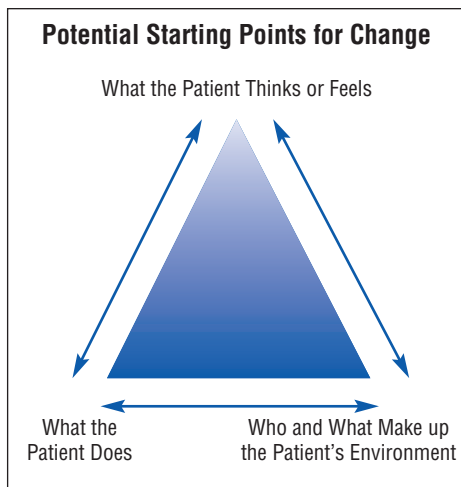 Potential Starting Points for Change
What the Patient Thinks or Feels
What the
Patient Does
Who and What Make up
the Patient's Environment